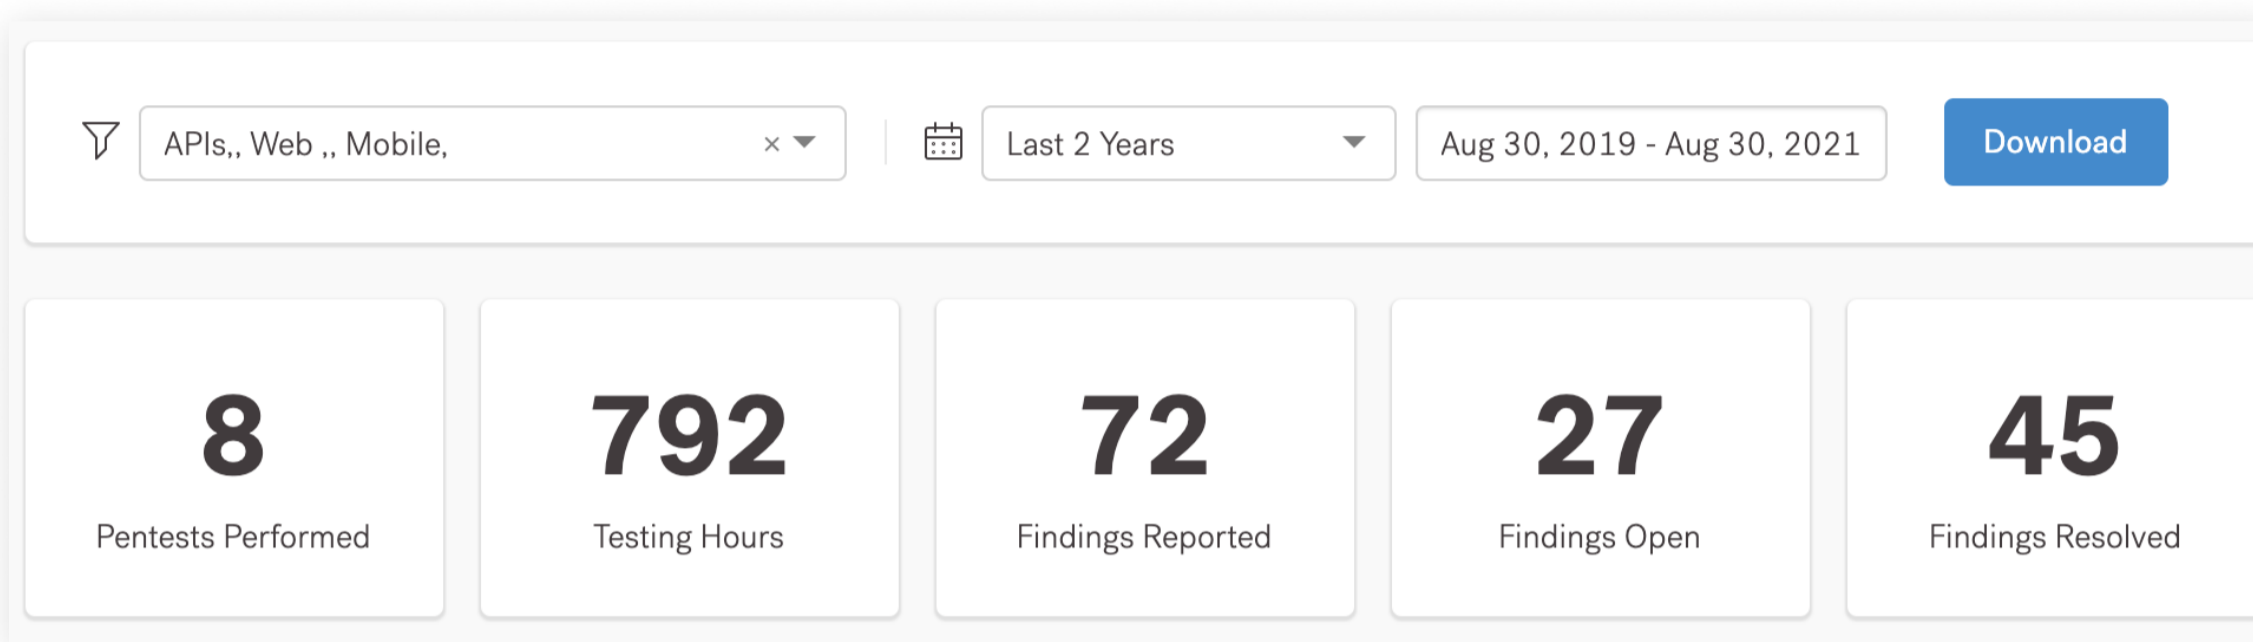 APIs,, Web ,, Mobile,
Last 2 Years
Aug 30, 2019 - Aug 30, 2021
Download
8
Pentests Performed
792
Testing Hours
72
Findings Reported
27
Findings Open
45
Findings Resolved